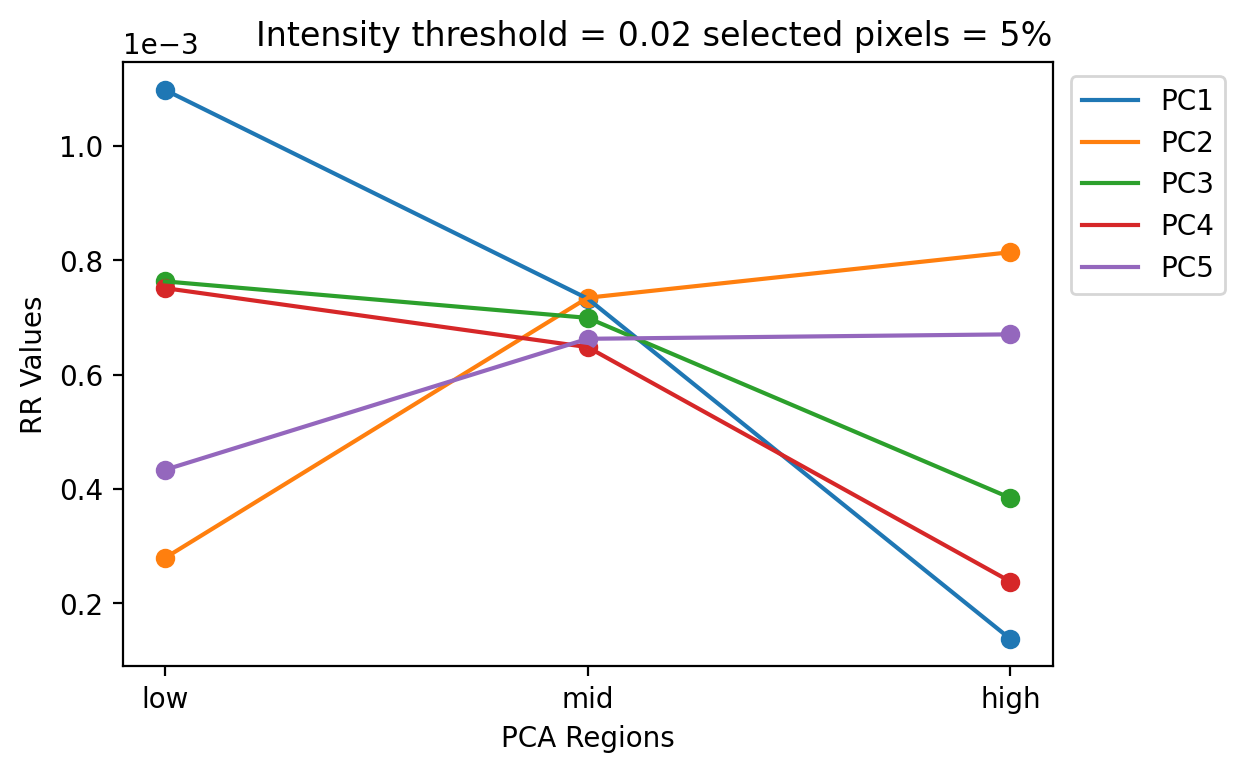 Intensity threshold = 0.02 selected pixels = 5%
1e−3
1.0
0.8
0.6
0.4
0.2
RR Values
low
mid
high
PCA Regions
PC1
PC2
PC3
PC4
PC5